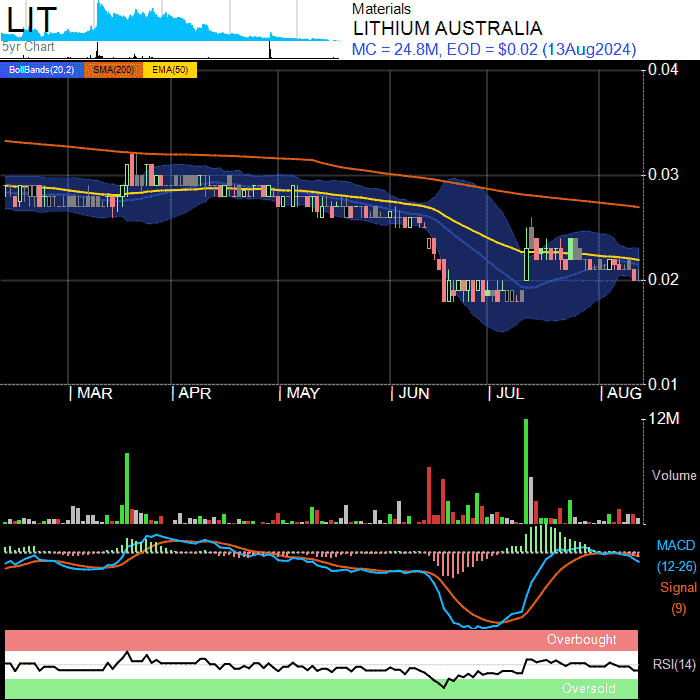 LIT
5yr Chart
Materials
LITHIUM AUSTRALIA
MC = 24.8M, EOD = $0.02 (13Aug2024)
BollBands(20,2) SMA(200) EMA(50)
0.04
0.03
0.02
0.01
| MAR | APR | MAY | JUN | JUL | AUG
12M
Volume
MACD
(12-26)
Signal
(9)
Overbought
RSI(14)
Oversold